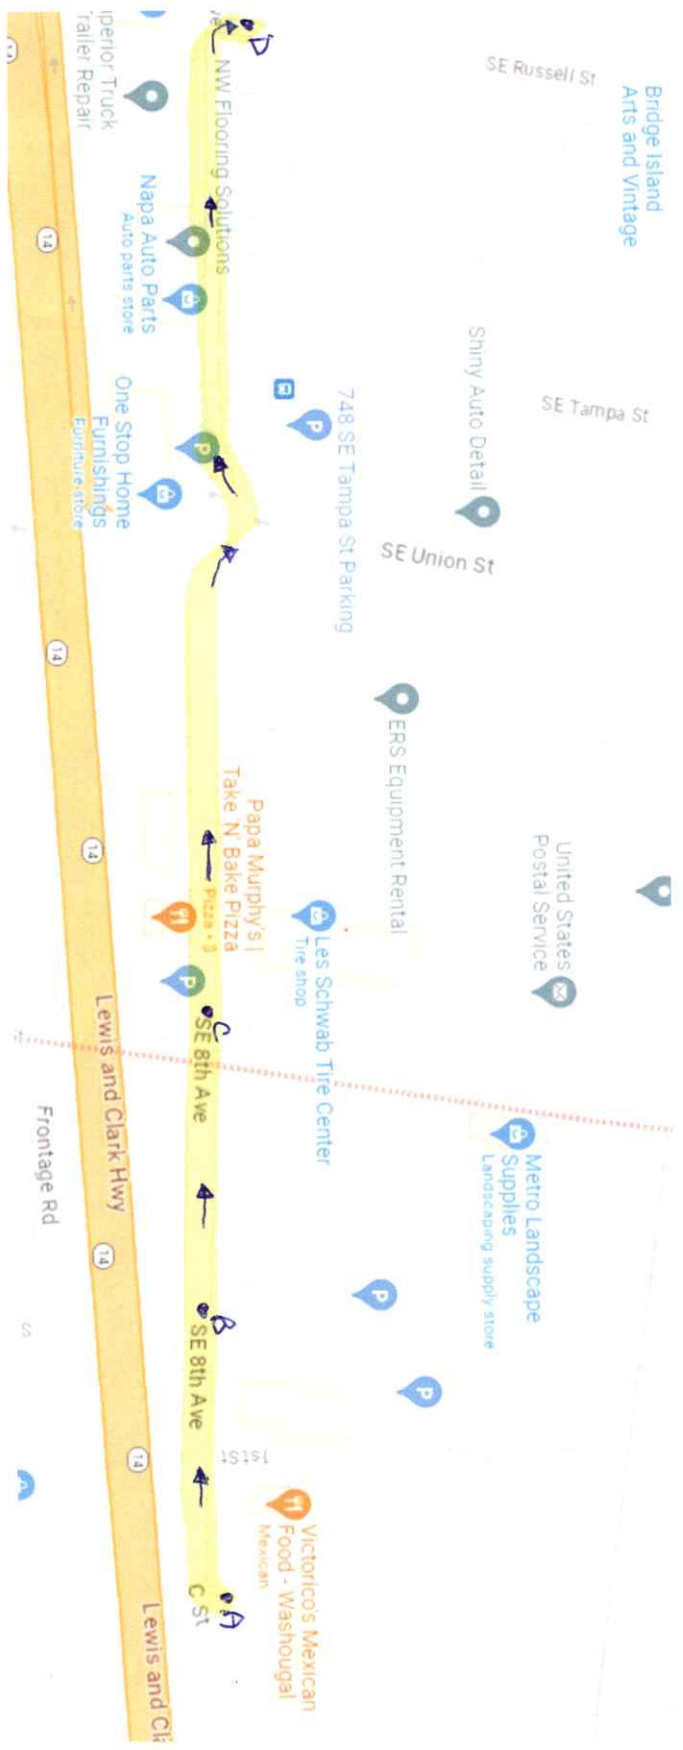 Bridge Island
Arts and Vintage
SE Russell St
D
NW Flooring Solutions
perior Truck
railer Repair
14
Napa Auto Parts
Auto parts store
14
SE Tampa St
Shiny Auto Detail
748 SE Tampa St Parking
P
P
One Stop Home
Furnishings
Furniture store
SE Union St
14
ERS Equipment Rental
United States
Postal Service
Papa Murphy's |
Take 'N' Bake Pizza
Pizza • $
14
Les Schwab Tire Center
Tire shop
P
C
SE 8th Ave
Lewis and Clark Hwy
Frontage Rd
Metro Landscape
Supplies
Landscaping supply store
14
P
B
SE 8th Ave
P
1st St
14
Victorico's Mexican
Food - Washougal
Mexican
A
C St
Lewis and Cl